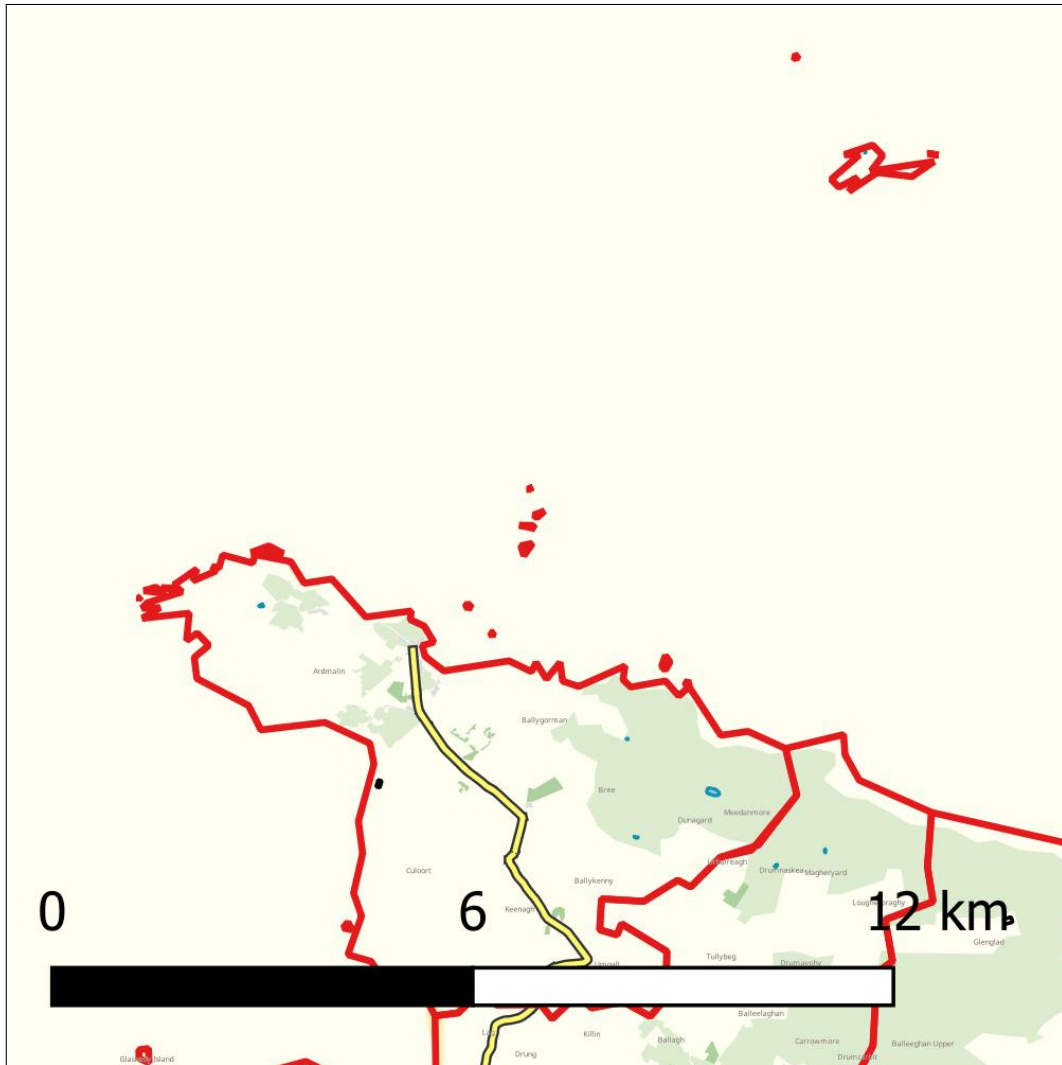 Ardmalin
Ballygorman
Bree
Meedanmore
Dunagard
Culoort
Ballykenny
Drumnaskea
Magheryard
Keenagh
0
6
12 km
Glenglad
Tullybeg
Drumavohy
Balleelaghan
Killin
Ballagh
Carrowmore
Balleeghan Upper
Drung